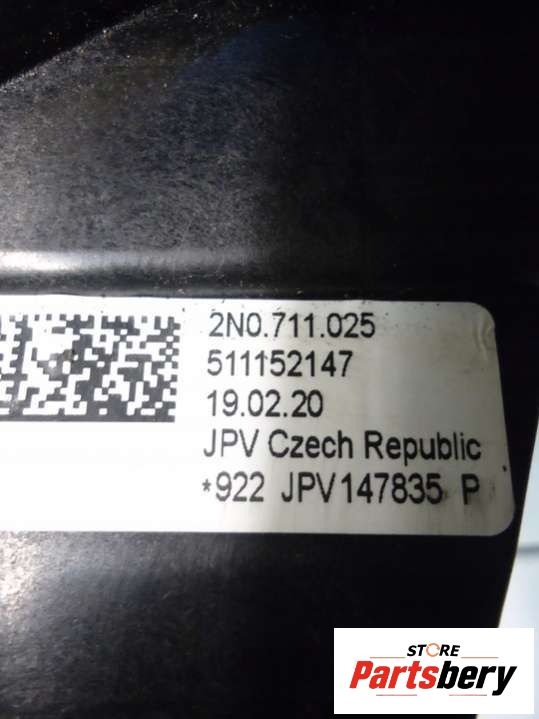 2N0.711.025
511152147
19.02.20
JPV Czech Republic
*922 JPV147835 P
STORE
Partsbery